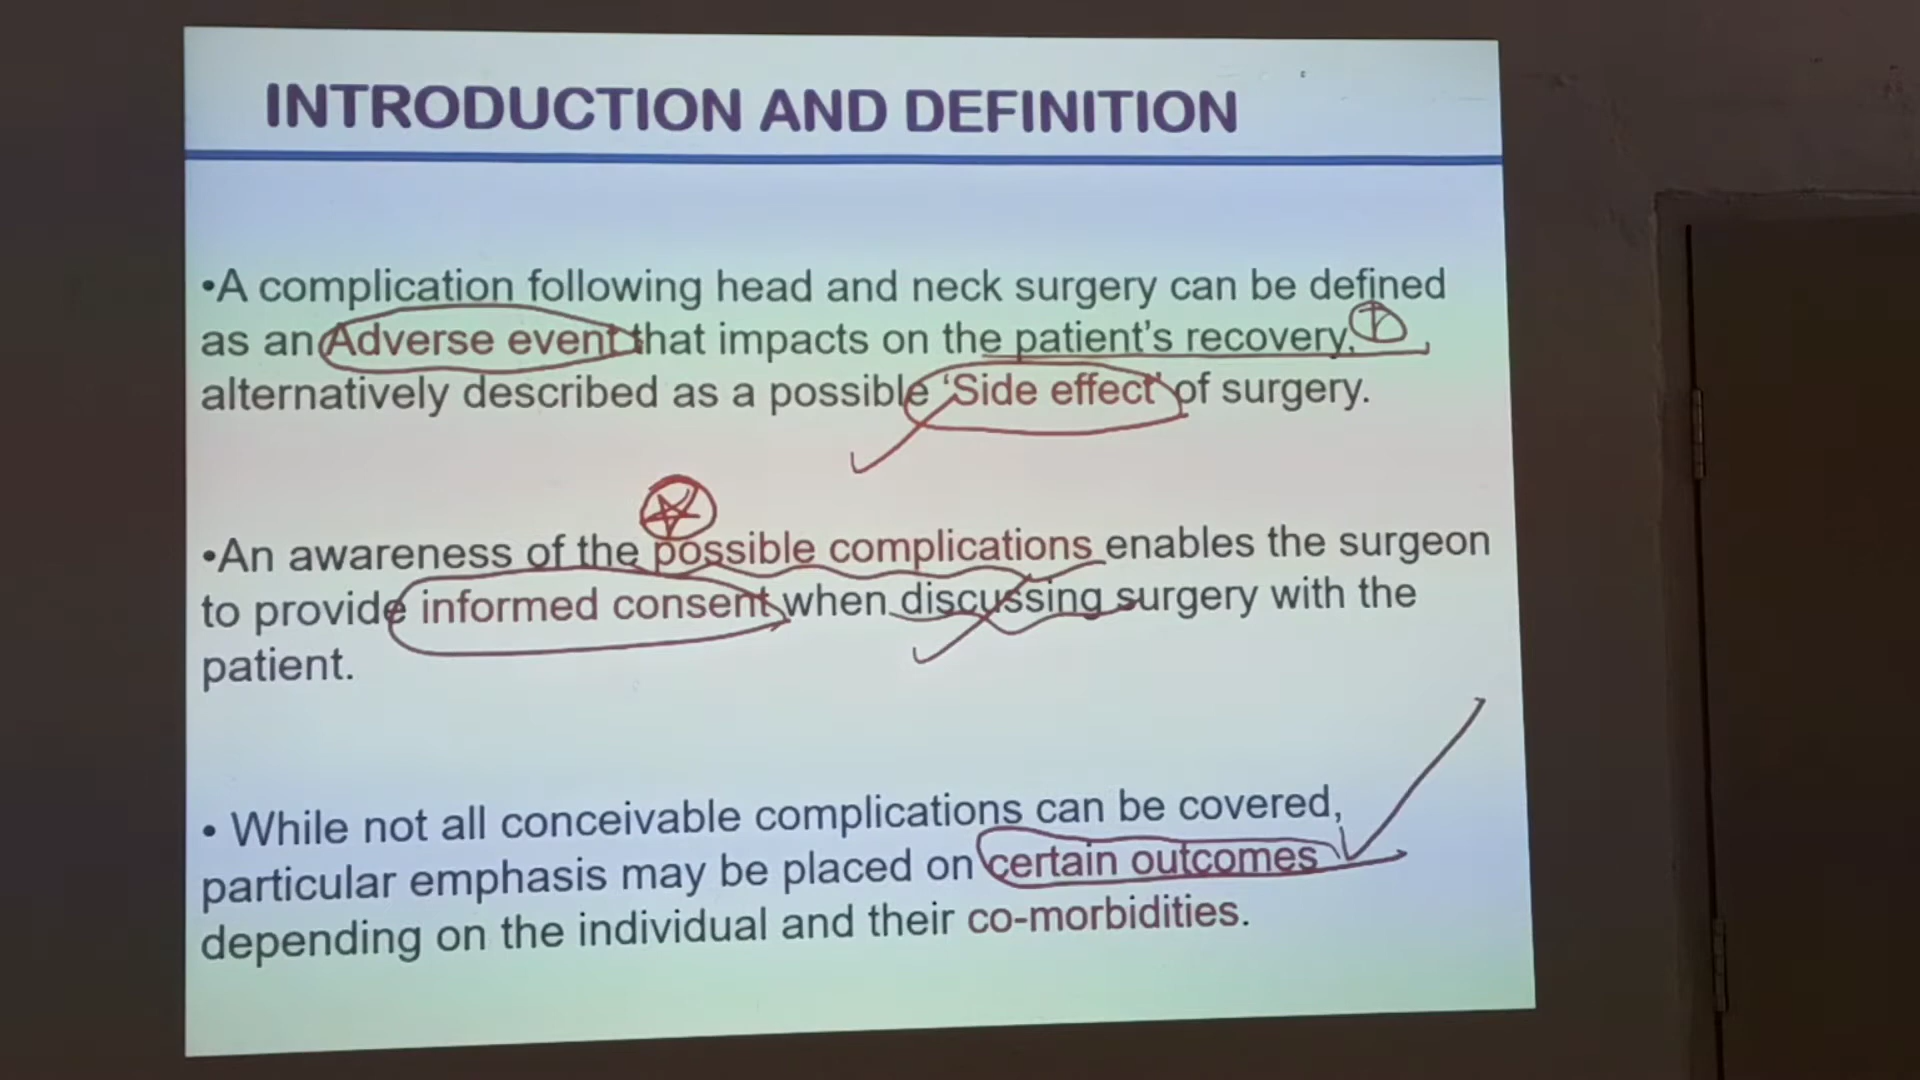 INTRODUCTION AND DEFINITION
•A complication following head and neck surgery can be defined
as an Adverse event that impacts on the patient's recovery,
alternatively described as a possible ‘Side effect’ of surgery.
•An awareness of the possible complications enables the surgeon
to provide informed consent when discussing surgery with the
patient.
• While not all conceivable complications can be covered,
particular emphasis may be placed on certain outcomes
depending on the individual and their co-morbidities.